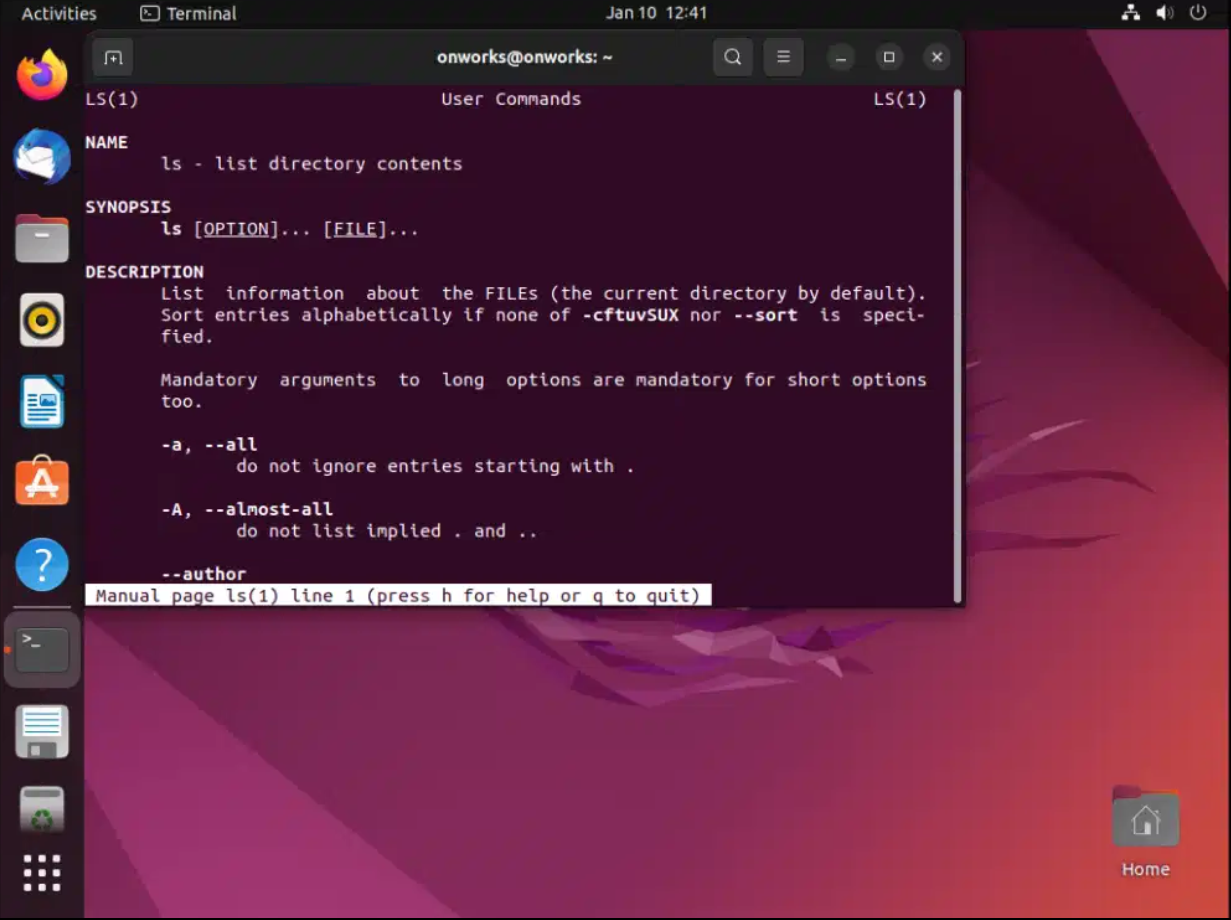 Activities
Terminal
Jan 10 12:41
onworks@onworks: ~
LS(1) User Commands LS(1)
NAME
ls - list directory contents
SYNOPSIS
ls [OPTION]... [FILE]...
DESCRIPTION
List information about the FILEs (the current directory by default).
Sort entries alphabetically if none of -cftuvSUX nor --sort is speci-
fied.
Mandatory arguments to long options are mandatory for short options
too.
-a, --all
do not ignore entries starting with .
-A, --almost-all
do not list implied . and ..
--author
Manual page ls(1) line 1 (press h for help or q to quit)
Home